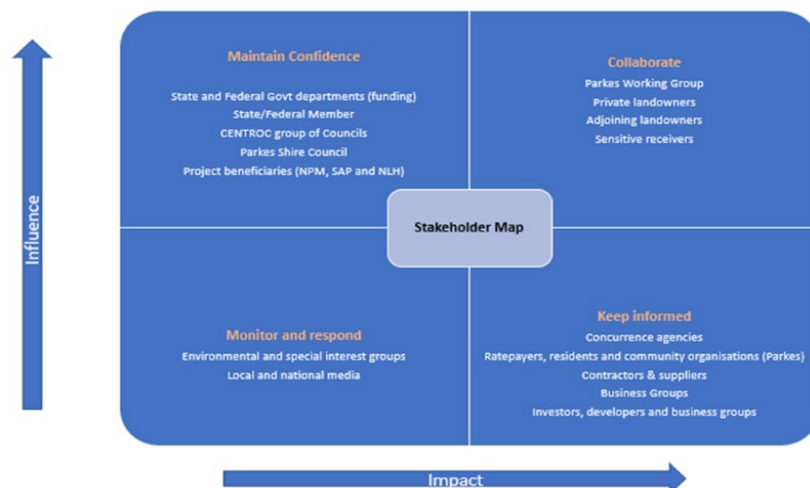 Maintain Confidence
State and Federal Govt departments (funding)
State/Federal Member
CENTROC group of Councils
Parkes Shire Council
Project beneficiaries (NPM, SAP and NLH)
Collaborate
Parkes Working Group
Private landowners
Adjoining landowners
Sensitive receivers
Stakeholder Map
Influence
Monitor and respond
Environmental and special interest groups
Local and national media
Keep informed
Concurrence agencies
Ratepayers, residents and community organisations (Parkes)
Contractors & suppliers
Business Groups
Investors, developers and business groups
Impact